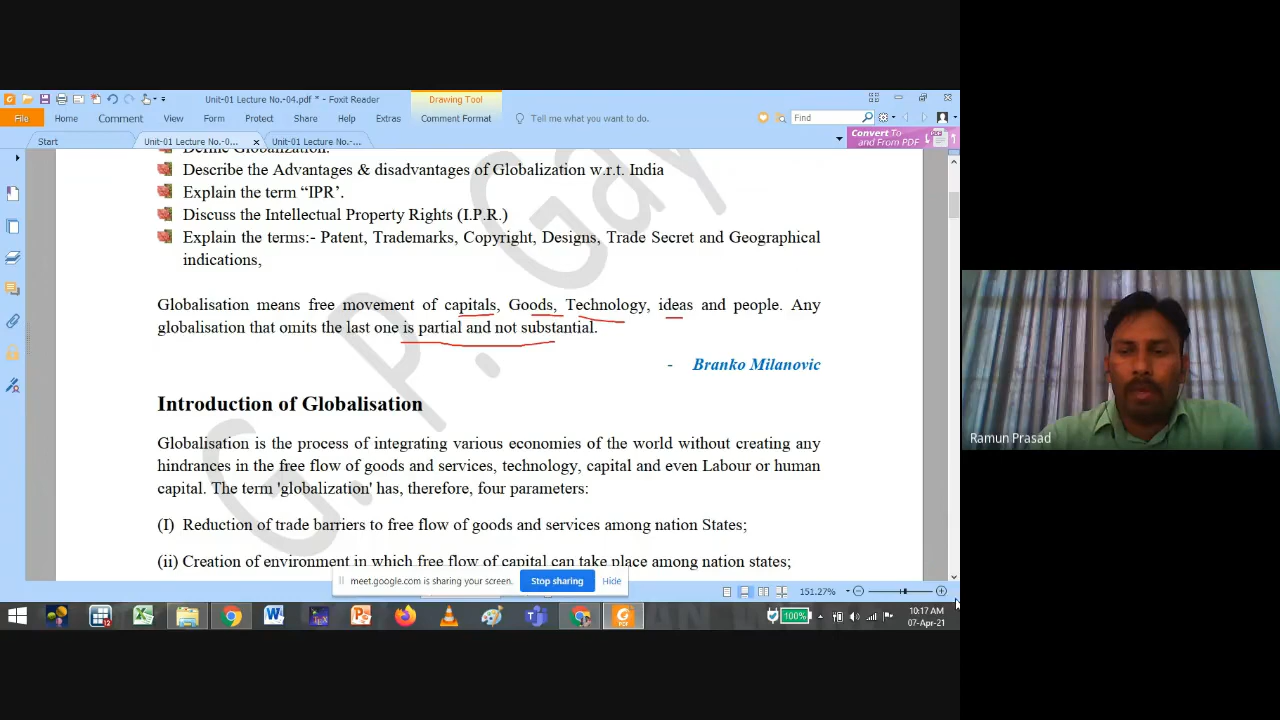 Unit-01 Lecture No.-04.pdf * - Foxit Reader
Drawing Tool
File Home Comment View Form Protect Share Help Extras Comment Format Tell me what you want to do. Find
Start Unit-01 Lecture No.-0... Unit-01 Lecture No.-...
Convert To
and From PDF
Define Globalization.
Describe the Advantages & disadvantages of Globalization w.r.t. India
Explain the term “IPR’.
Discuss the Intellectual Property Rights (I.P.R.)
Explain the terms:- Patent, Trademarks, Copyright, Designs, Trade Secret and Geographical
indications,
Globalisation means free movement of capitals, Goods, Technology, ideas and people. Any
globalisation that omits the last one is partial and not substantial.
- Branko Milanovic
Introduction of Globalisation
Globalisation is the process of integrating various economies of the world without creating any
hindrances in the free flow of goods and services, technology, capital and even Labour or human
capital. The term 'globalization' has, therefore, four parameters:
(I) Reduction of trade barriers to free flow of goods and services among nation States;
(ii) Creation of environment in which free flow of capital can take place among nation states;
G. P. Gay
meet.google.com is sharing your screen. Stop sharing Hide
151.27%
100%
10:17 AM
07-Apr-21
Ramun Prasad